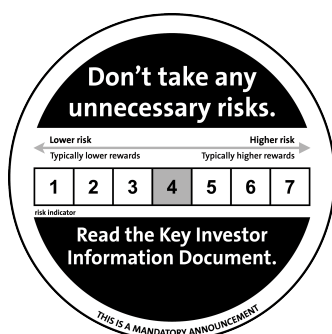 Don't take any
unnecessary risks.
Lower risk Higher risk
Typically lower rewards Typically higher rewards
1 2 3 4 5 6 7
risk indicator
Read the Key Investor
Information Document.
THIS IS A MANDATORY ANNOUNCEMENT